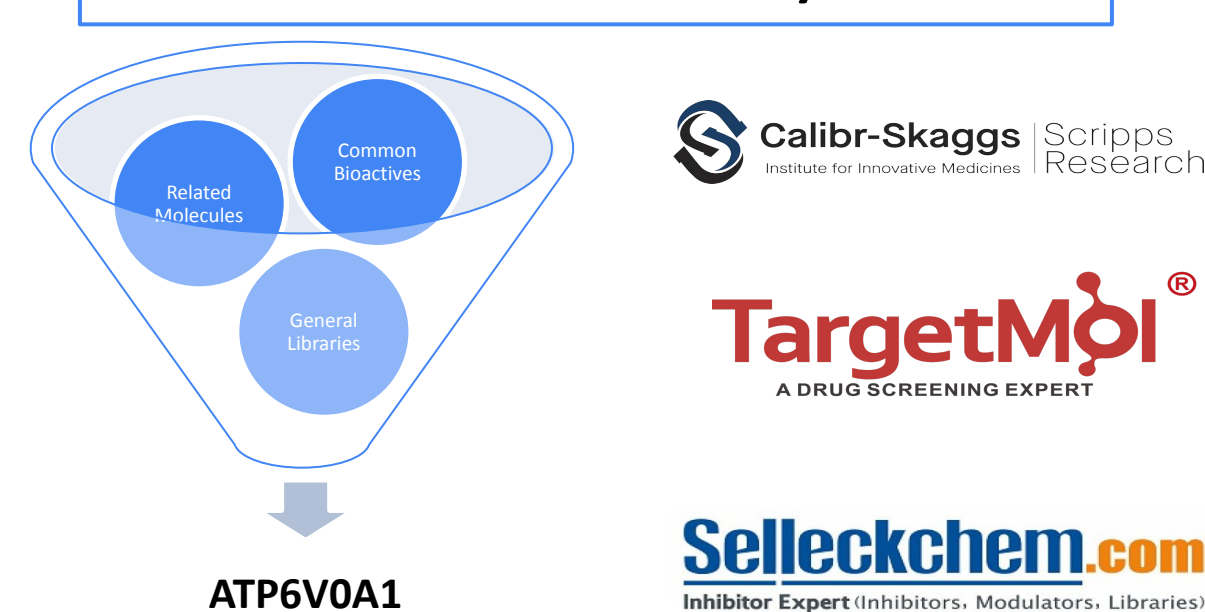 Common
Bioactives
Related
Molecules
General
Libraries
ATP6V0A1
Calibr-Skaggs
Institute for Innovative Medicines
Scripps
Research
TargetMol®
A DRUG SCREENING EXPERT
Selleckchem.com
Inhibitor Expert (Inhibitors, Modulators, Libraries)